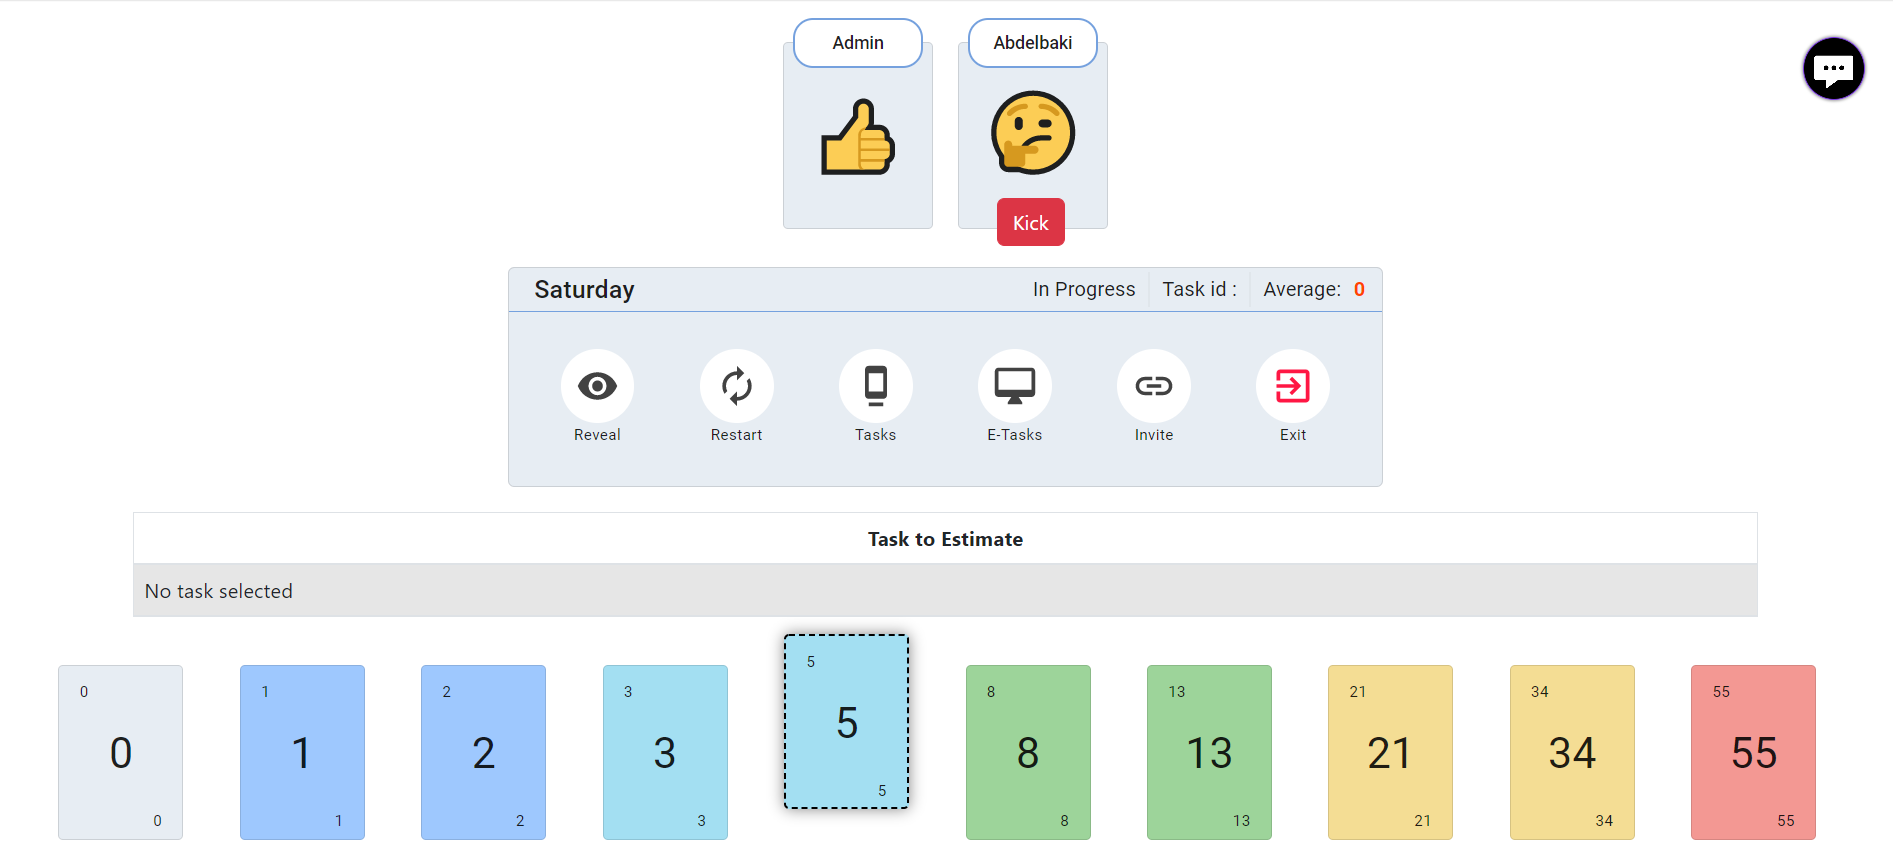 Admin
Abdelbaki
Kick
Saturday
In Progress
Task id :
Average: 0
Reveal
Restart
Tasks
E-Tasks
Invite
Exit
Task to Estimate
No task selected
0
0
0
1
1
1
2
2
2
3
3
3
5
5
5
8
8
8
13
13
13
21
21
21
34
34
34
55
55
55